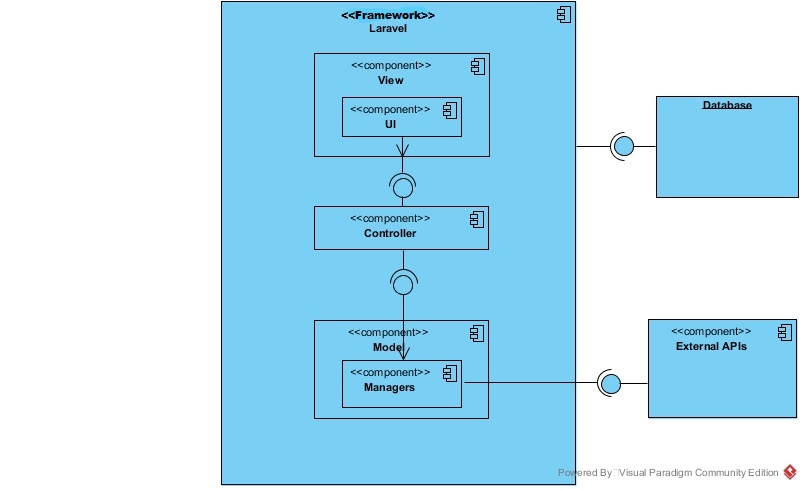 <<Framework>>
Laravel
<<component>>
View
<<component>>
UI
<<component>>
Controller
<<component>>
Model
<<component>>
Managers
Database
<<component>>
External APIs
Powered By Visual Paradigm Community Edition